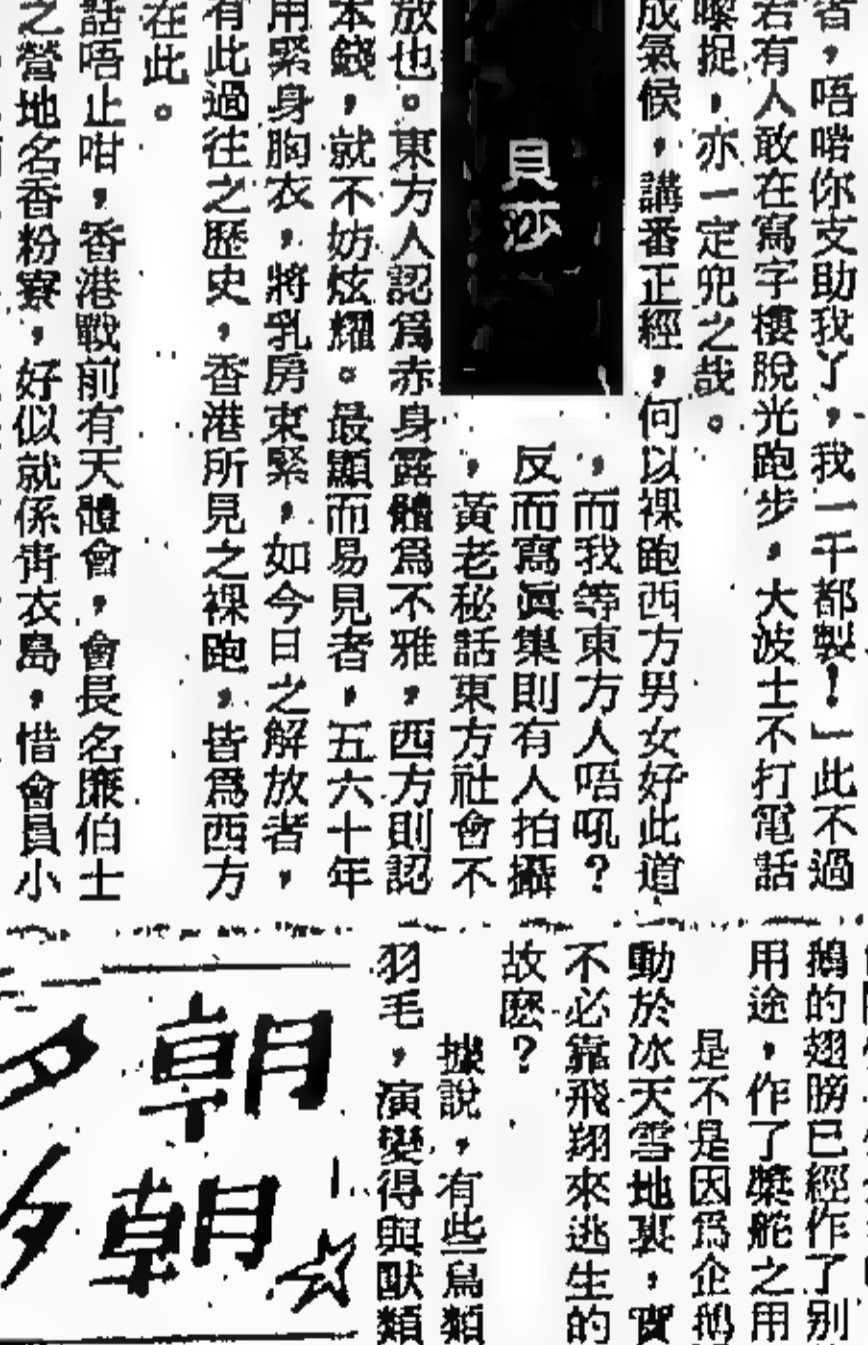 者，唔啱你支助我丫，我一千都製！」此不過
若有人敢在寫字樓脫光跑步，大波士不打電話
嚟捉，亦一定兜之哉。
成氣候，講番正經，何以裸跑西方男女好此道
，而我等東方人唔吼？
反而寫眞集則有人拍攝
，黃老秘話東方社會不
貝莎
放也。東方人認爲赤身露體爲不雅，西方則認
本錢，就不妨炫耀。最顯而易見者，五六十年
用緊身胸衣，將乳房束緊，如今日之解放者，
有此過往之歷史，香港所見之裸跑，皆爲西方
在此。
話唔止咁，香港戰前有天體會，會長名廉伯士
之營地名香粉寮，好似就係靑衣島，惜會員小
鵝的翅膀已經作了别
用途，作了槳舵之用
是不是因爲企鵝
動於冰天雪地裏，實
不必靠飛翔來逃生的
故麽？
據說，有些鳥類
羽毛，演變得與獸類
朝朝
夕夕